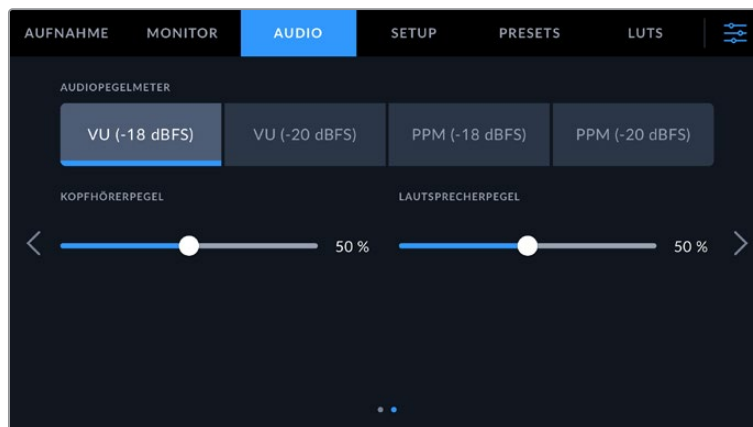 AUFNAHME MONITOR AUDIO SETUP PRESETS LUTS
AUDIOPEGELMETER
VU (-18 dBFS) VU (-20 dBFS) PPM (-18 dBFS) PPM (-20 dBFS)
KOPFHÖRERPEGEL LAUTSPRECHERPEGEL
50 % 50 %